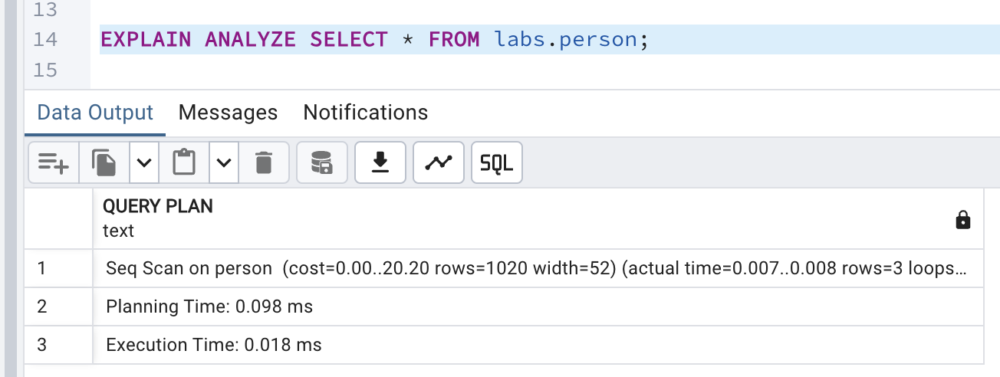 13
14 EXPLAIN ANALYZE SELECT * FROM labs.person;
15
Data Output Messages Notifications
SQL
QUERY PLAN
text
1 Seq Scan on person (cost=0.00..20.20 rows=1020 width=52) (actual time=0.007..0.008 rows=3 loops...
2 Planning Time: 0.098 ms
3 Execution Time: 0.018 ms